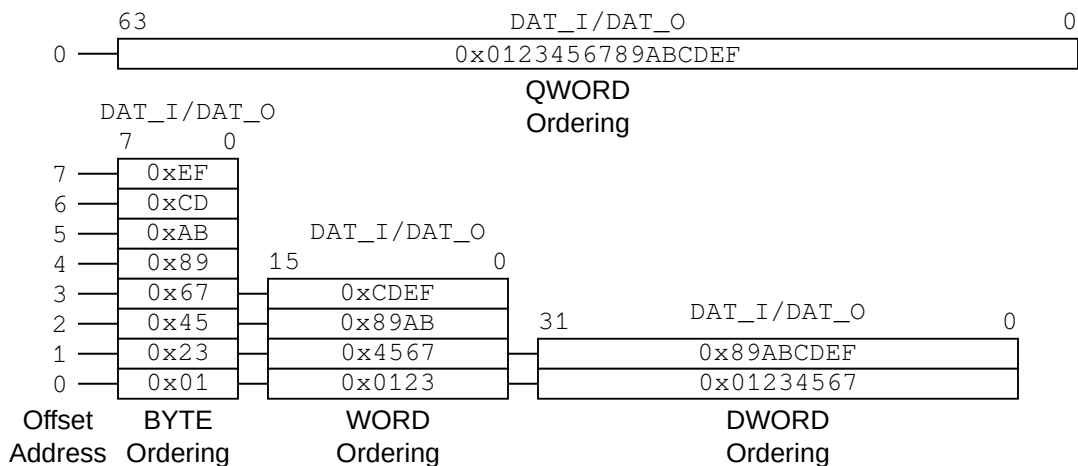 63 DAT_I/DAT_O 0
0 0x0123456789ABCDEF
QWORD
Ordering
DAT_I/DAT_O
7 0
7 0xEF
6 0xCD
5 0xAB DAT_I/DAT_O
4 0x89 15 0
3 0x67 0xCDEF
2 0x45 0x89AB 31 DAT_I/DAT_O 0
1 0x23 0x4567 0x89ABCDEF
0 0x01 0x0123 0x01234567
Offset BYTE WORD DWORD
Address Ordering Ordering Ordering